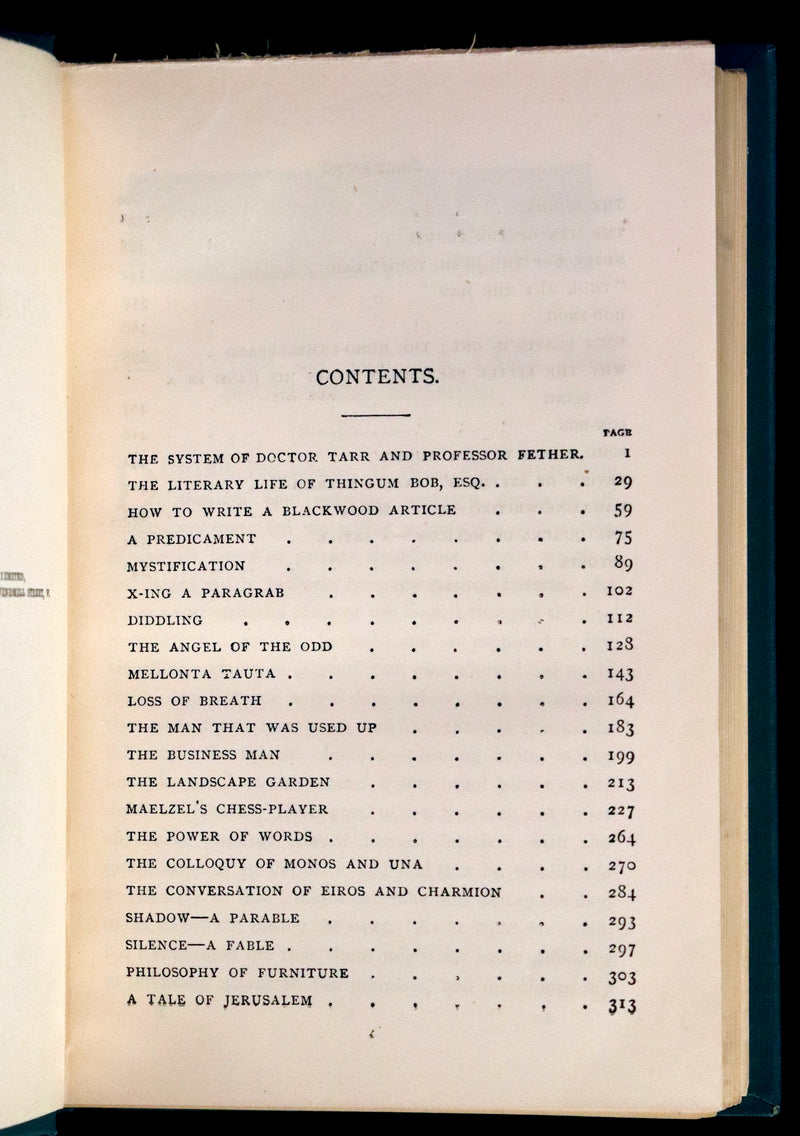 CONTENTS.
PAGE
THE SYSTEM OF DOCTOR TARR AND PROFESSOR FETHER. 1
THE LITERARY LIFE OF THINGUM BOB, ESQ. . . . 29
HOW TO WRITE A BLACKWOOD ARTICLE . . . 59
A PREDICAMENT . . . . . . . . 75
MYSTIFICATION . . . . . . . . 89
X-ING A PARAGRAB . . . . . . . 102
DIDDLING . . . . . . . . . 112
THE ANGEL OF THE ODD . . . . . . 128
MELLONTA TAUTA . . . . . . . . 143
LOSS OF BREATH . . . . . . . . 164
THE MAN THAT WAS USED UP . . . . . 183
THE BUSINESS MAN . . . . . . . 199
THE LANDSCAPE GARDEN . . . . . . 213
MAELZEL'S CHESS-PLAYER . . . . . . 227
THE POWER OF WORDS . . . . . . . 264
THE COLLOQUY OF MONOS AND UNA . . . . 270
THE CONVERSATION OF EIROS AND CHARMION . . 284
SHADOW—A PARABLE . . . . . . . 293
SILENCE—A FABLE . . . . . . . . 297
PHILOSOPHY OF FURNITURE . . . . . . 303
A TALE OF JERUSALEM . . . . . . . 313